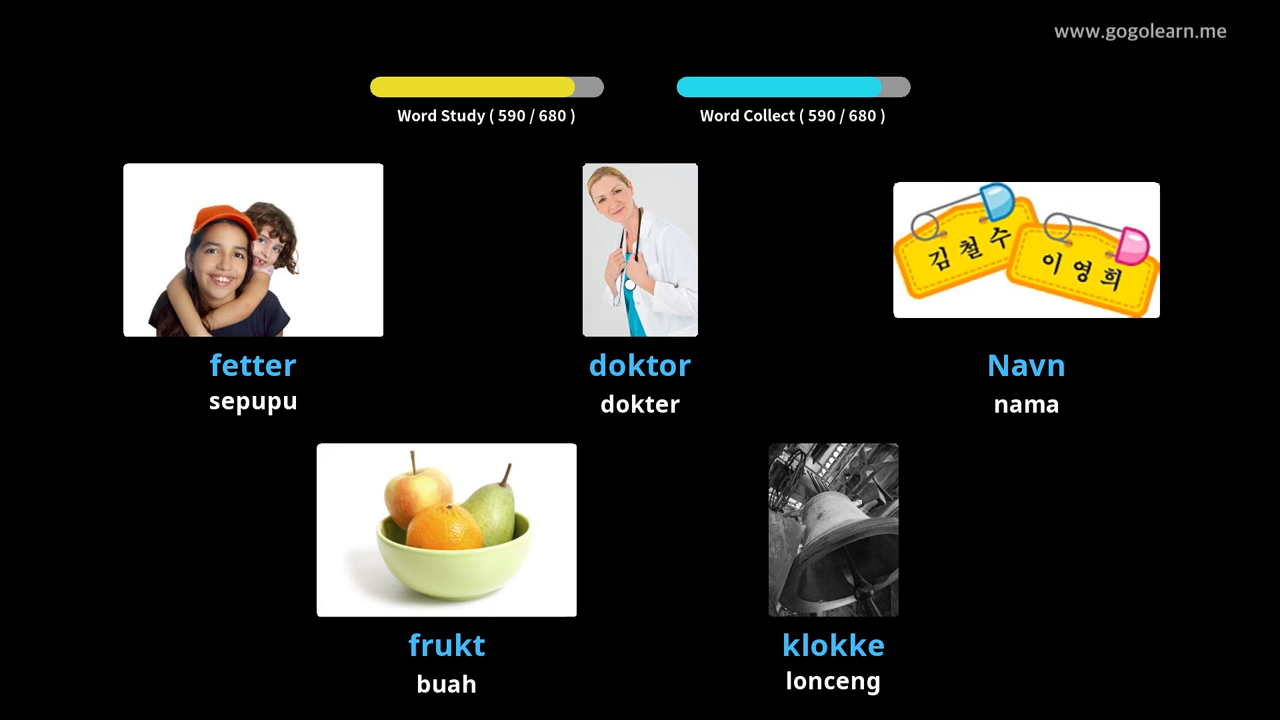 www.gogolearn.me
Word Study ( 590 / 680 )
Word Collect ( 590 / 680 )
김철수
이영희
fetter
sepupu
doktor
dokter
Navn
nama
frukt
buah
klokke
lonceng